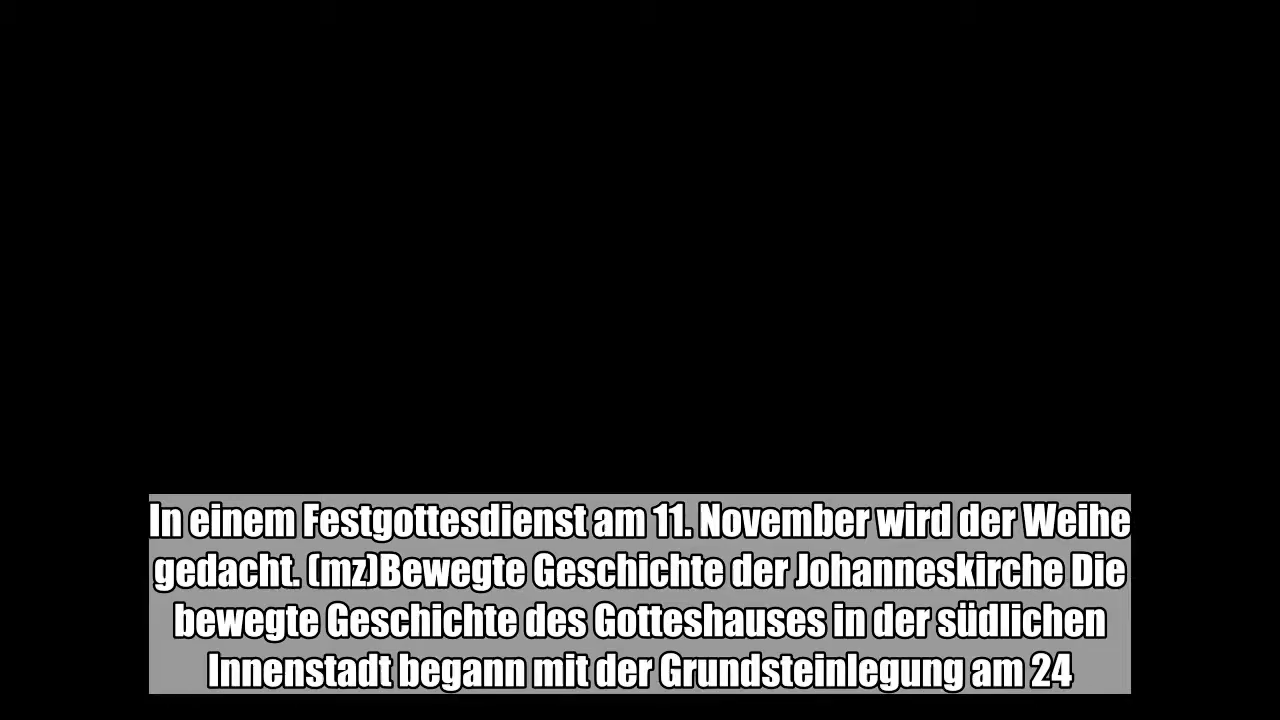 In einem Festgottesdienst am 11. November wird der Weihe
gedacht. (mz)Bewegte Geschichte der Johanneskirche Die
bewegte Geschichte des Gotteshauses in der südlichen
Innenstadt begann mit der Grundsteinlegung am 24